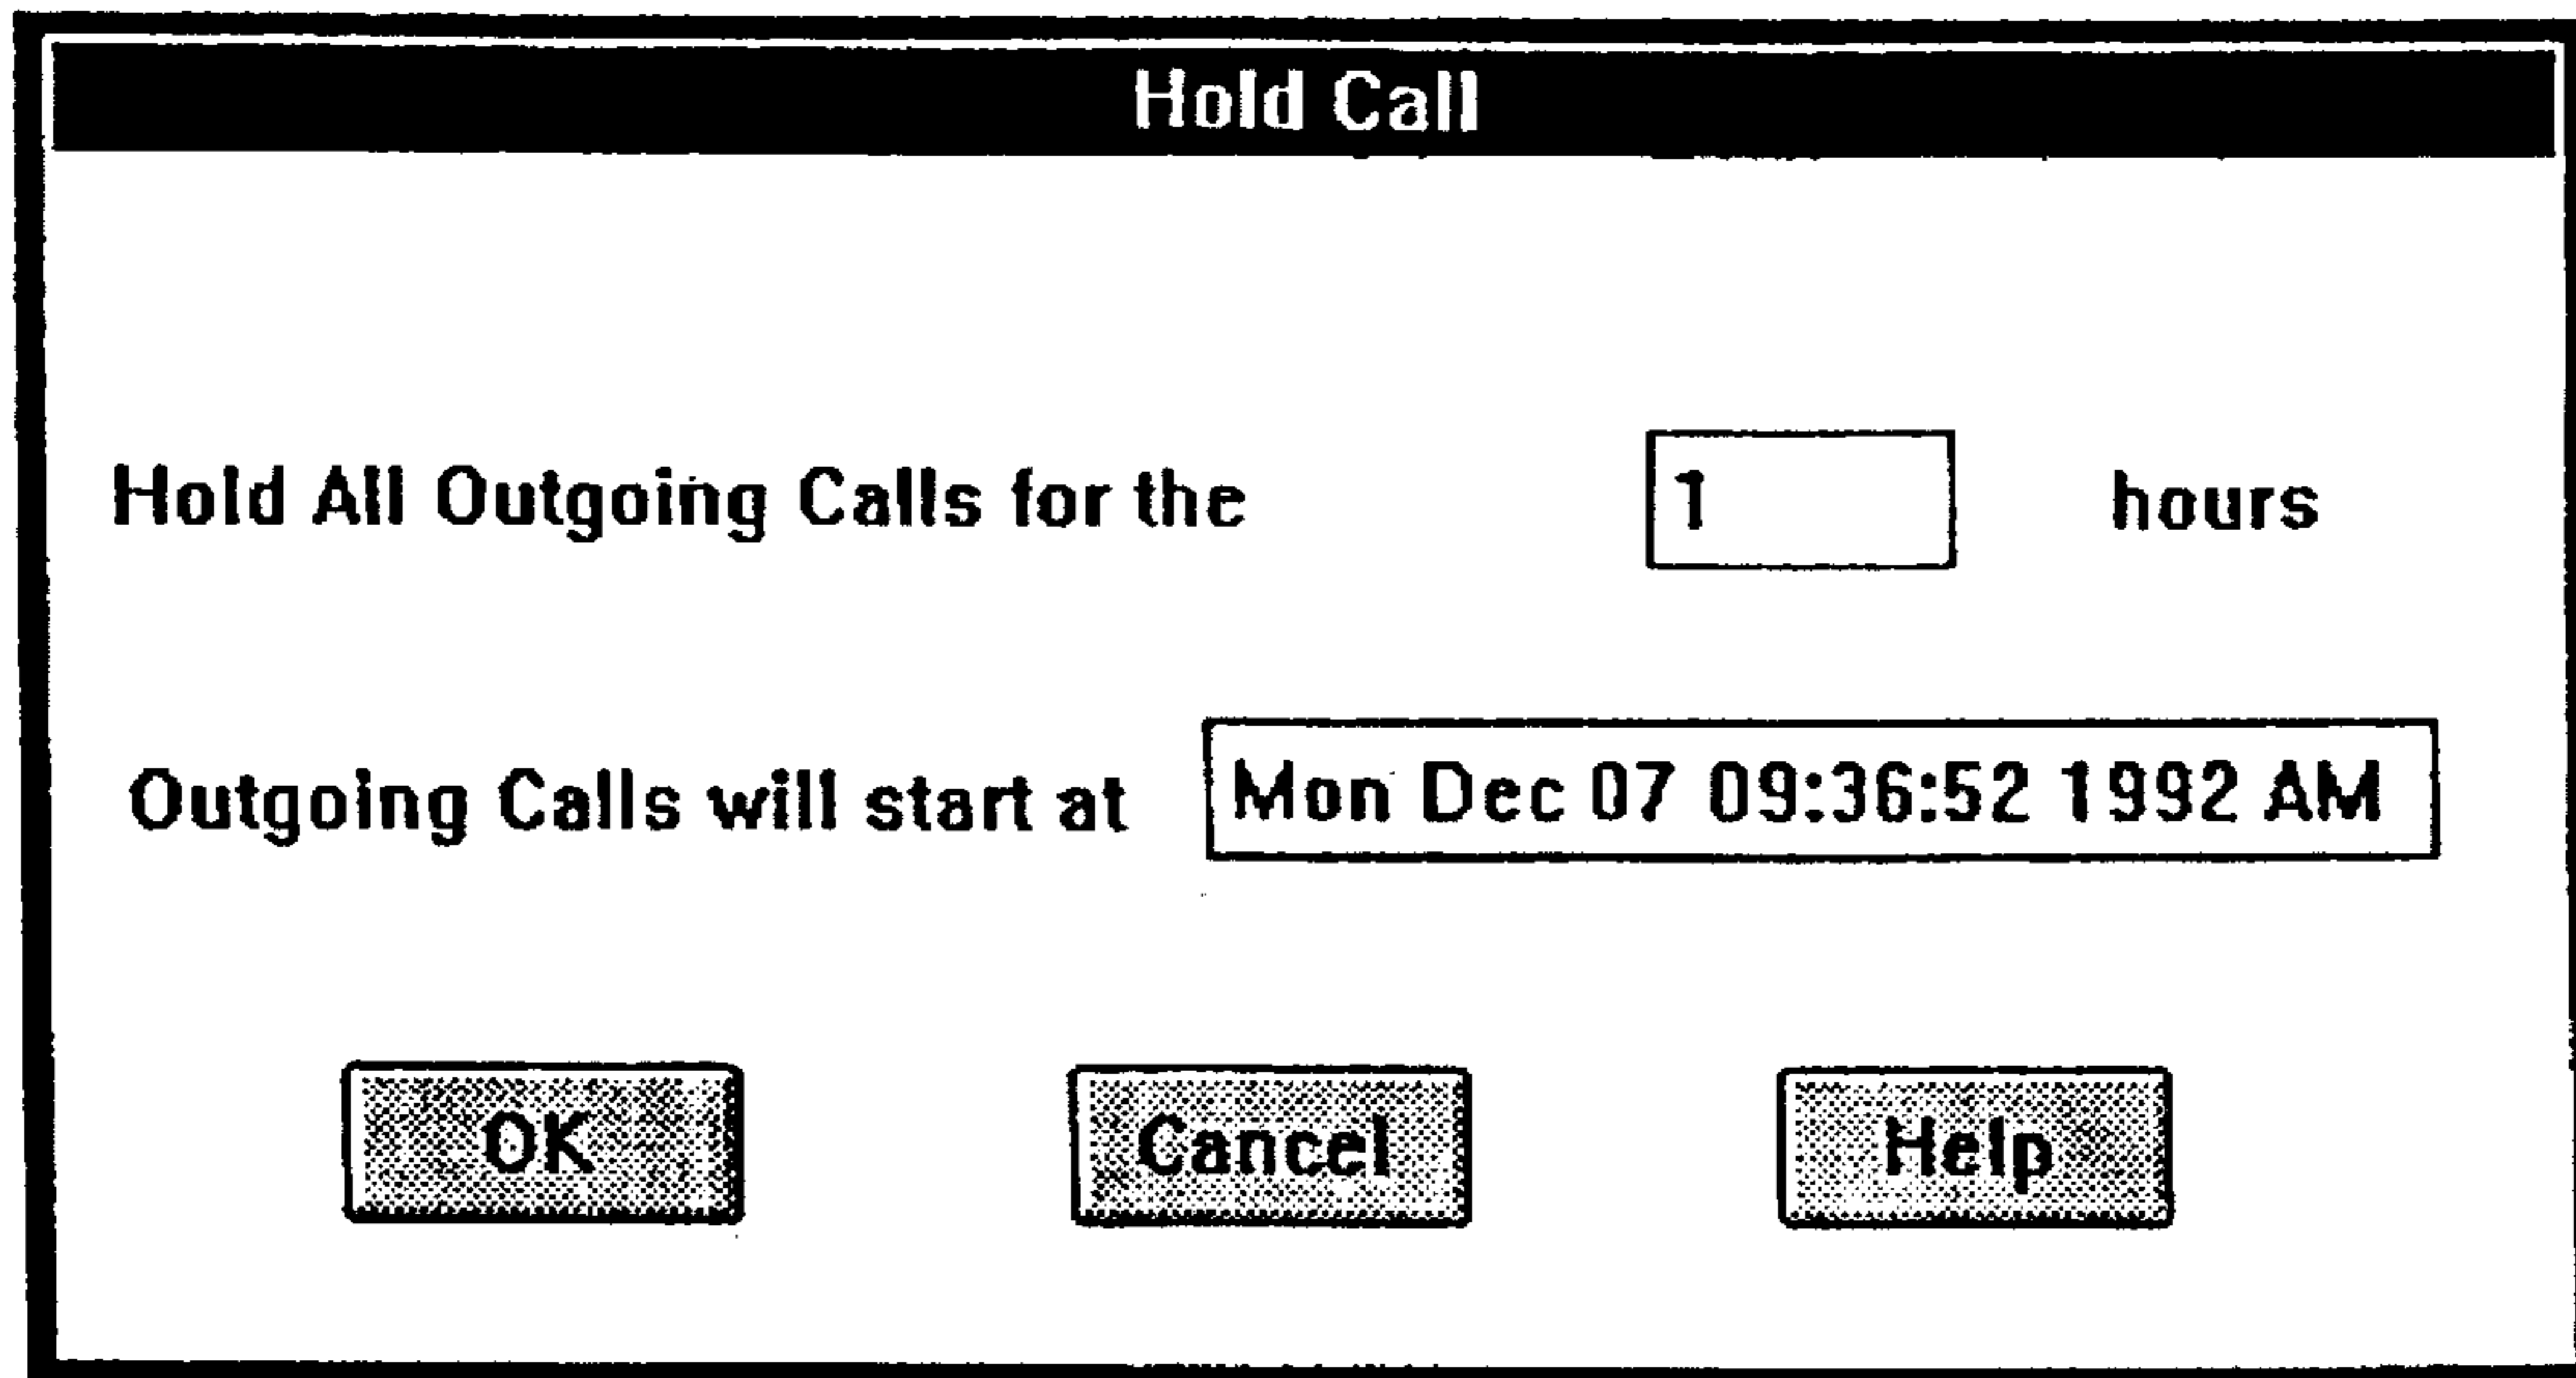 Hold Call
Hold All Outgoing Calls for the 1 hours
Outgoing Calls will start at Mon Dec 07 09:36:52 1992 AM
OK Cancel Help